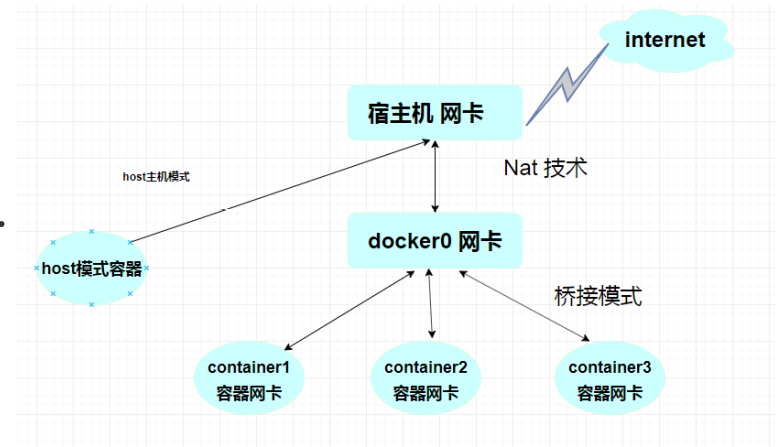 internet
宿主机 网卡
Nat 技术
host主机模式
docker0 网卡
host模式容器
桥接模式
container1
容器网卡
container2
容器网卡
container3
容器网卡